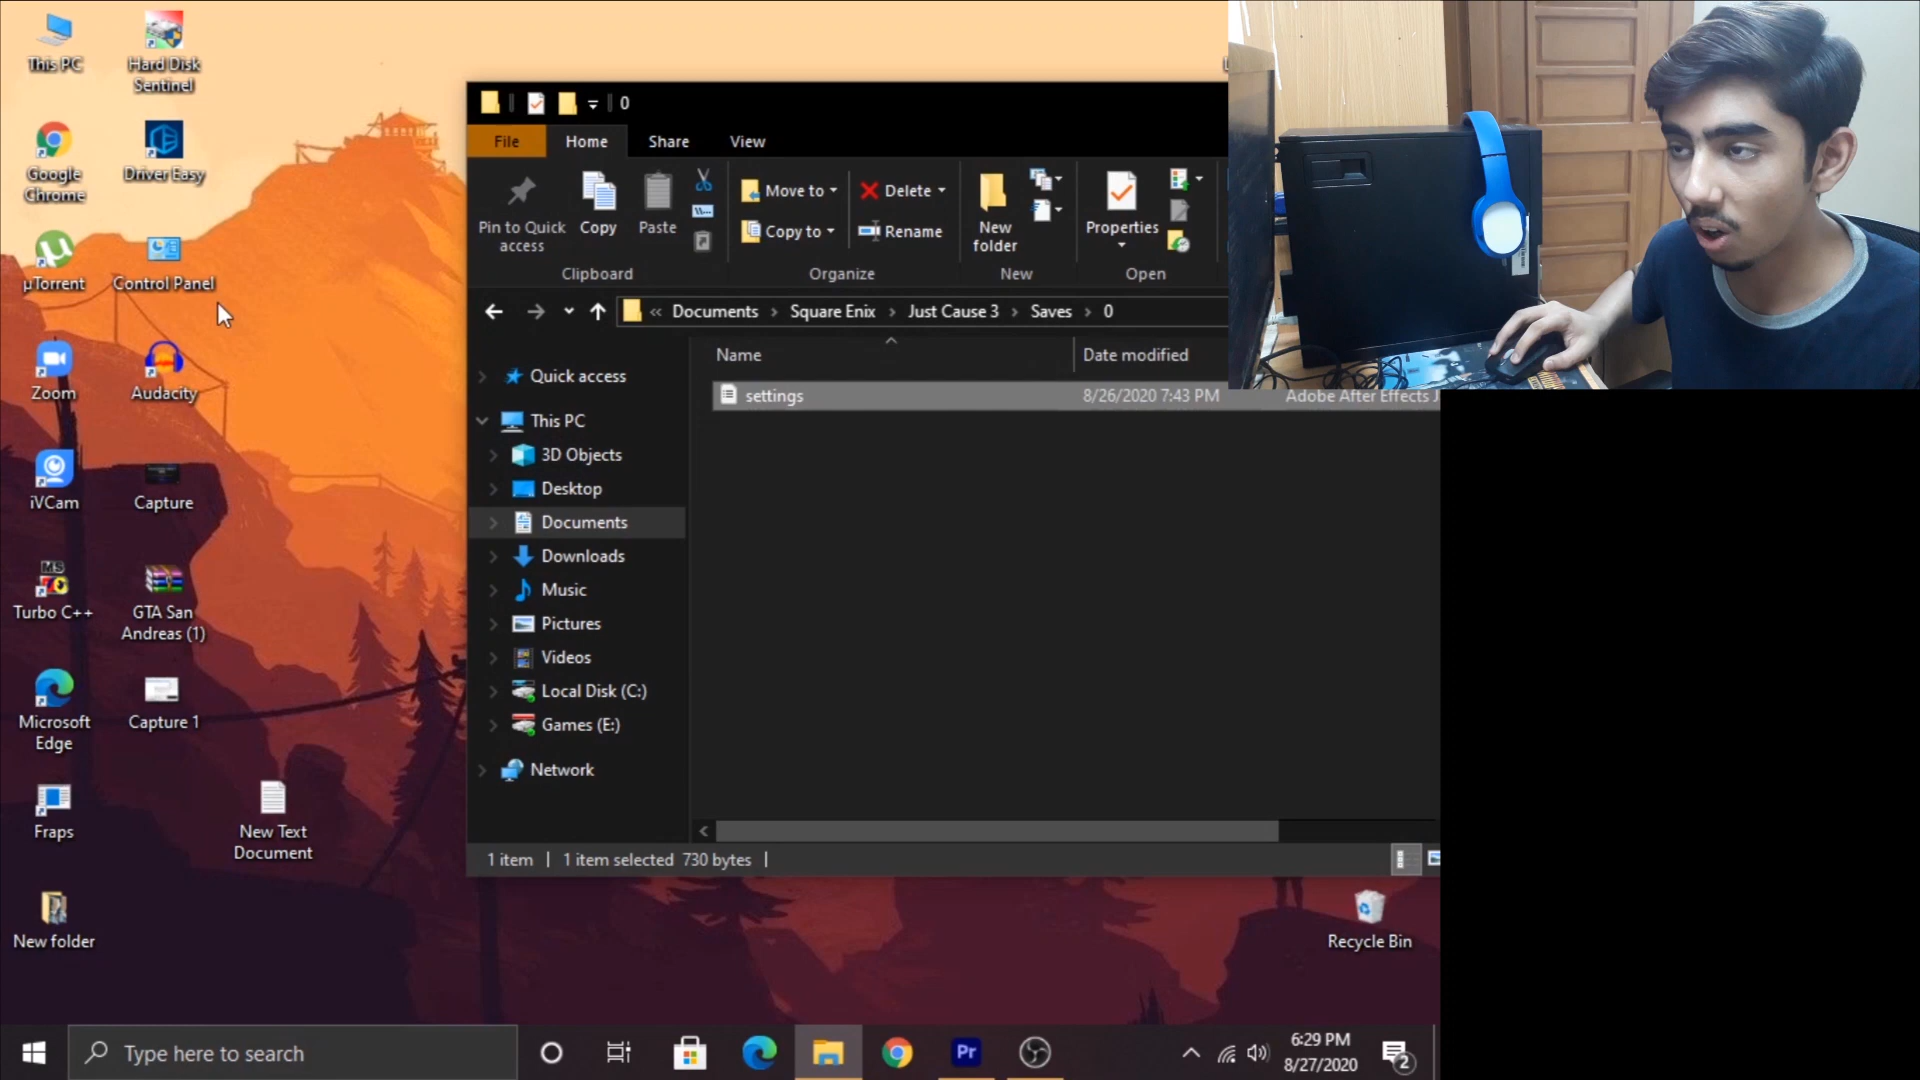 This PC
Hard Disk
Sentinel
Google
Chrome
Driver Easy
µTorrent
Control Panel
Zoom
Audacity
iVCam
Capture
MS
Turbo C++
GTA San
Andreas (1)
Microsoft
Edge
Capture 1
Fraps
New Text
Document
New folder
0
File
Home
Share
View
Pin to Quick
access
Copy
Paste
Move to
Copy to
Delete
Rename
New
folder
Properties
Clipboard
Organize
New
Open
« Documents › Square Enix › Just Cause 3 › Saves › 0
Name
Date modified
settings
8/26/2020 7:43 PM
Adobe After Effects J
Quick access
This PC
3D Objects
Desktop
Documents
Downloads
Music
Pictures
Videos
Local Disk (C:)
Games (E:)
Network
1 item | 1 item selected 730 bytes |
Recycle Bin
Type here to search
Pr
6:29 PM
8/27/2020
2